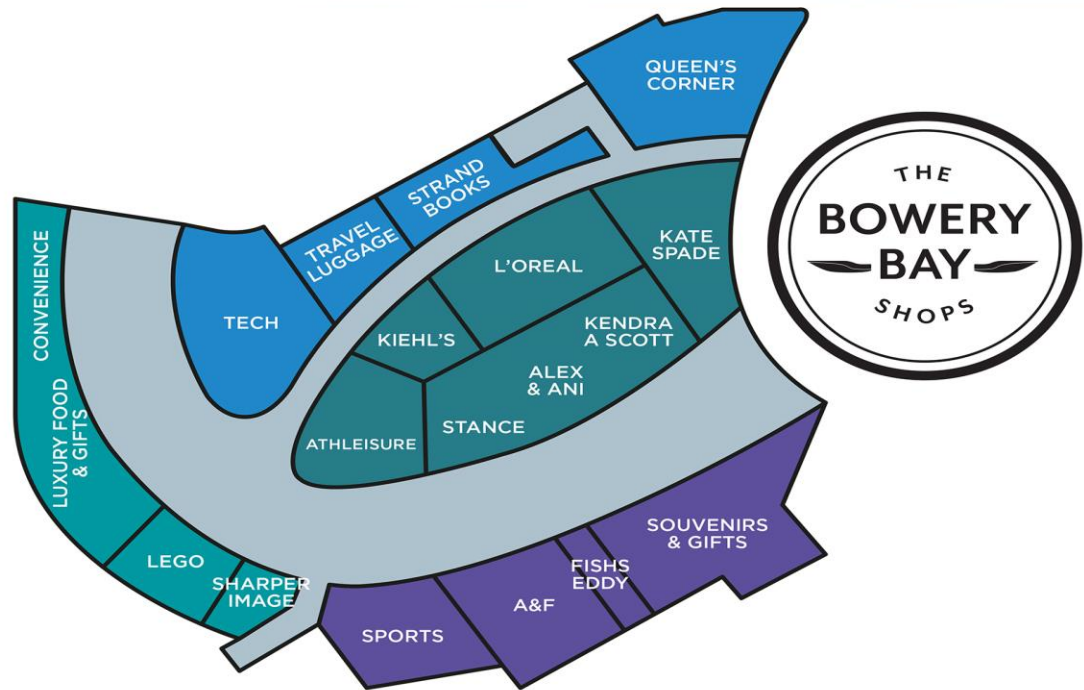 QUEEN'S
CORNER
STRAND
BOOKS
TRAVEL
LUGGAGE
TECH
CONVENIENCE
LUXURY FOOD
& GIFTS
LEGO
SHARPER
IMAGE
KATE
SPADE
L'OREAL
KIEHL'S
KENDRA
A SCOTT
ALEX
& ANI
STANCE
ATHLEISURE
SOUVENIRS
& GIFTS
FISHS
EDDY
A&F
SPORTS
THE
BOWERY
BAY
SHOPS